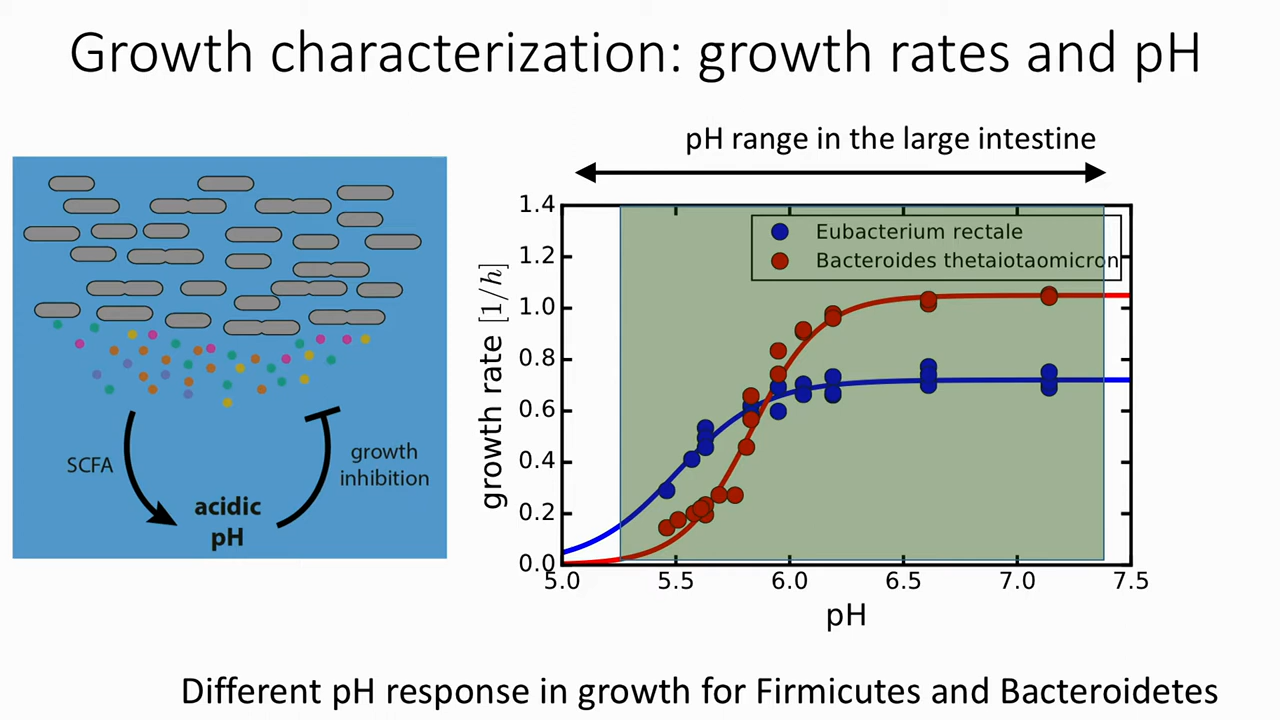 Growth characterization: growth rates and pH
pH range in the large intestine
SCFA
acidic
pH
growth
inhibition
growth rate [1/h]
1.4
1.2
1.0
0.8
0.6
0.4
0.2
0.0
Eubacterium rectale
Bacteroides thetaiotaomicron
5.0 5.5 6.0 6.5 7.0 7.5
pH
Different pH response in growth for Firmicutes and Bacteroidetes